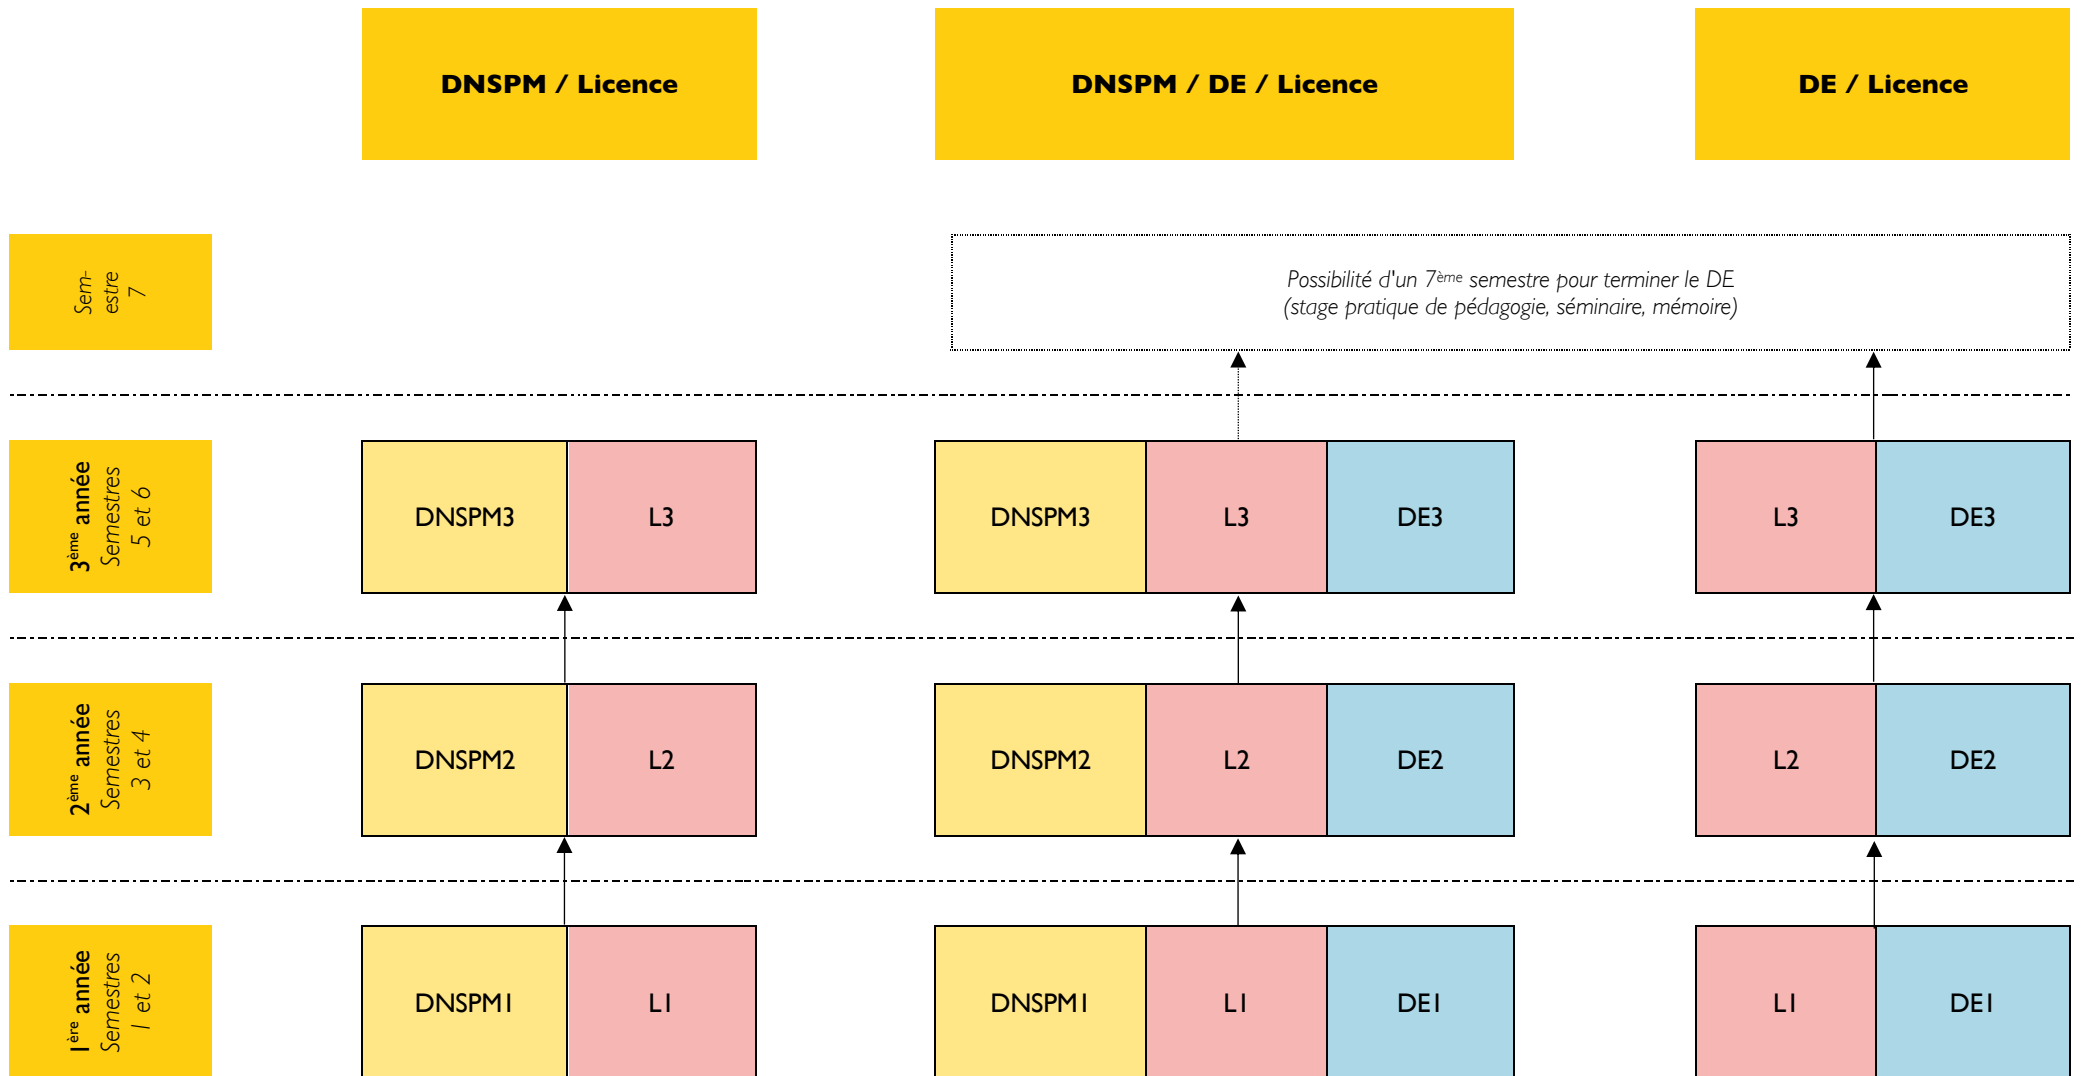 DNSPM / Licence
DNSPM / DE / Licence
DE / Licence
Sem-
estre
7
Possibilité d'un 7ème semestre pour terminer le DE
(stage pratique de pédagogie, séminaire, mémoire)
3ème année
Semestres
5 et 6
DNSPM3
L3
DNSPM3
L3
DE3
L3
DE3
2ème année
Semestres
3 et 4
DNSPM2
L2
DNSPM2
L2
DE2
L2
DE2
1ère année
Semestres
1 et 2
DNSPM1
L1
DNSPM1
L1
DE1
L1
DE1